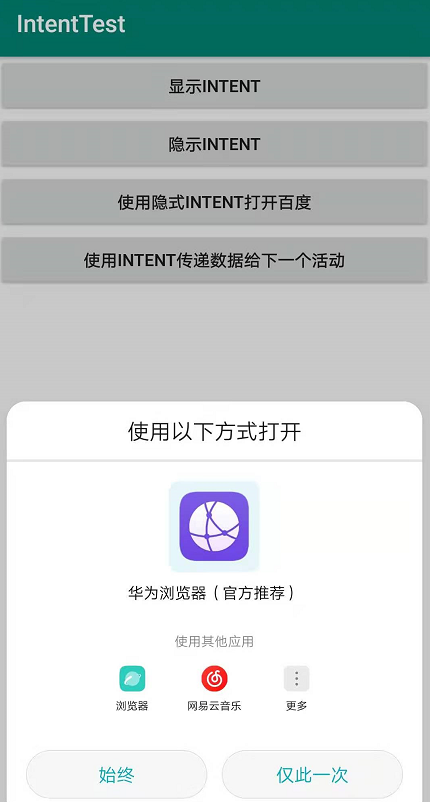 IntentTest
显示INTENT
隐示INTENT
使用隐式INTENT打开百度
使用INTENT传递数据给下一个活动
使用以下方式打开
华为浏览器（官方推荐）
使用其他应用
浏览器 网易云音乐 更多
始终 仅此一次